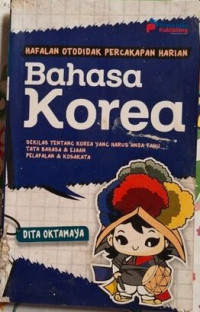 HAFALAN OTODIDAK PERCAKAPAN HARIAN
Bahasa
Korea
SEKILAS TENTANG KOREA YANG HARUS ANDA TAHU
TATA BAHASA & EJAAN
PELAFALAN & KOSAKATA
DITA OKTAMAYA